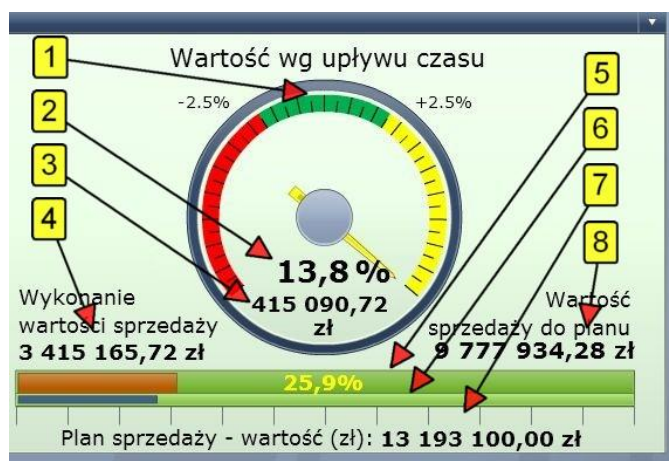 1
Wartość wg upływu czasu
5
2
-2.5%
+2.5%
6
3
7
4
8
13,8 %
Wykonanie
wartości sprzedaży
3 415 165,72 zł
415 090,72
zł
Wartość
sprzedaży do planu
9 777 934,28 zł
25,9%
Plan sprzedaży - wartość (zł): 13 193 100,00 zł